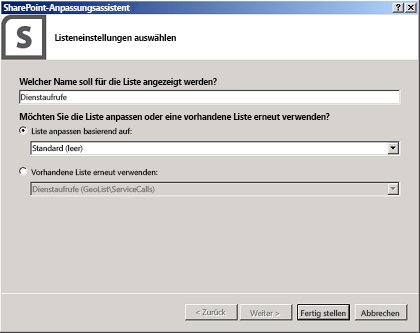 SharePoint-Anpassungsassistent
S
Listeneinstellungen auswählen
Welcher Name soll für die Liste angezeigt werden?
Dienstaufrufe
Möchten Sie die Liste anpassen oder eine vorhandene Liste erneut verwenden?
Liste anpassen basierend auf:
Standard (leer)
Vorhandene Liste erneut verwenden:
Dienstaufrufe (GeoList\ServiceCalls)
< Zurück Weiter > Fertig stellen Abbrechen